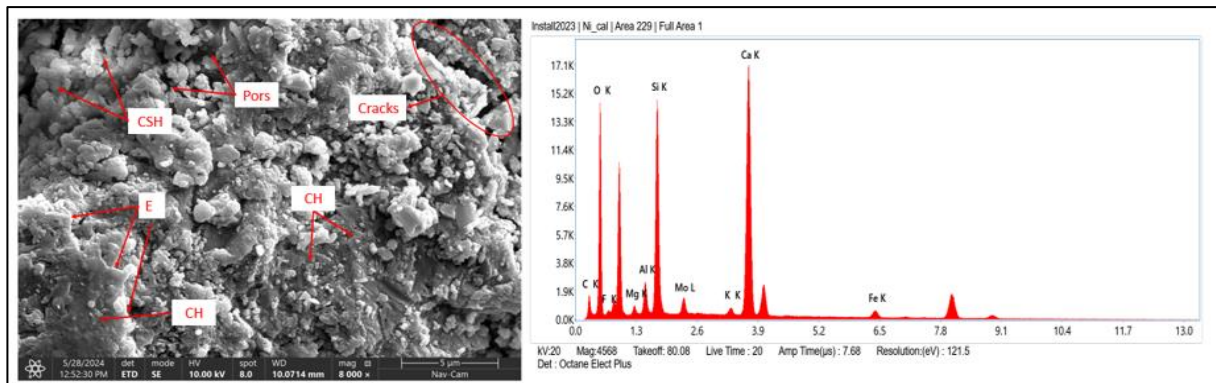 CSH
Pors
Cracks
CH
E
CH
5/28/2024
12:52:30 PM
det
ETD
mode
SE
HV
10.00 kV
spot
8.0
WD
10.0714 mm
mag
8 000 x
5 µm
Nav-Cam
Install2023 | Ni_cal | Area 229 | Full Area 1
17.1K
15.2K
13.3K
11.4K
9.5K
7.6K
5.7K
3.8K
1.9K
0.0K
C K
O K
F K
Mg K
Al K
Si K
Mo L
K K
Ca K
Fe K
0.0 1.3 2.6 3.9 5.2 6.5 7.8 9.1 10.4 11.7 13.0
kV:20 Mag:4568 Takeoff: 80.08 Live Time : 20 Amp Time(µs) : 7.68 Resolution:(eV) : 121.5
Det : Octane Elect Plus